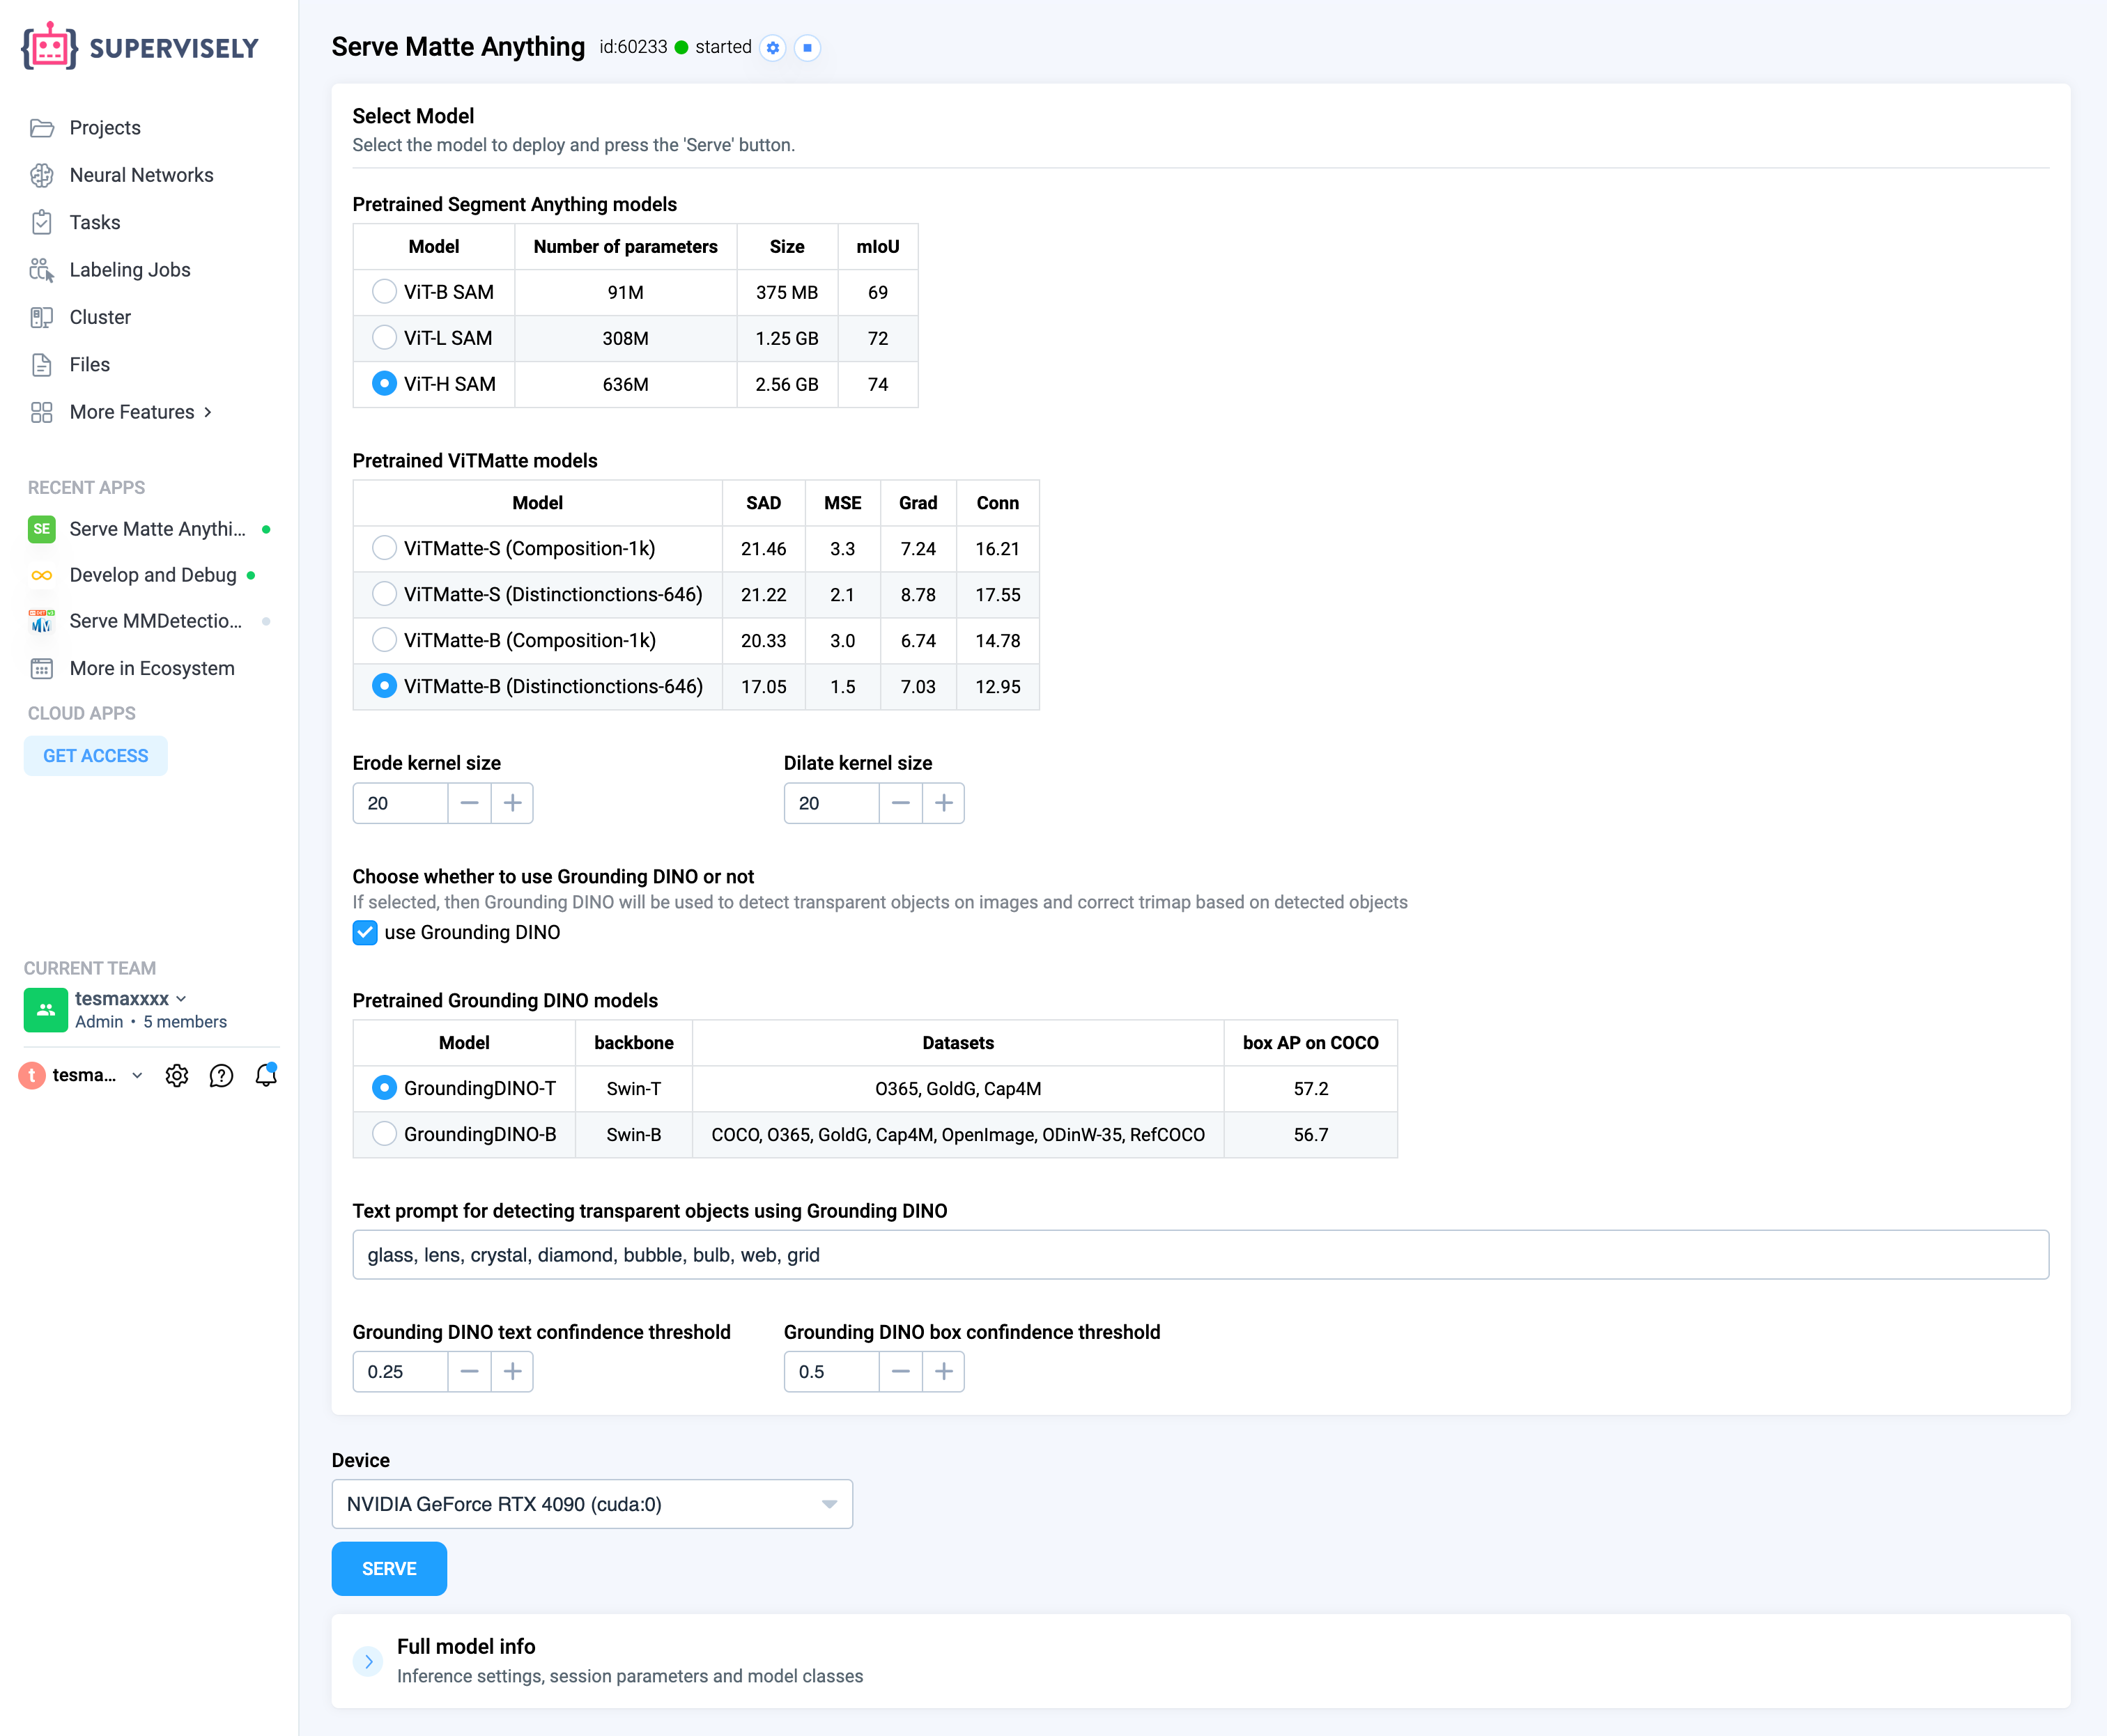 SUPERVISELY
Projects
Neural Networks
Tasks
Labeling Jobs
Cluster
Files
More Features
RECENT APPS
SE Serve Matte Anythi...
Develop and Debug
Serve MMDetectio...
More in Ecosystem
CLOUD APPS
GET ACCESS
CURRENT TEAM
tesmaxxxx
Admin • 5 members
t tesma...
Serve Matte Anything id:60233 started
Select Model
Select the model to deploy and press the 'Serve' button.
Pretrained Segment Anything models
Model Number of parameters Size mIoU
ViT-B SAM 91M 375 MB 69
ViT-L SAM 308M 1.25 GB 72
ViT-H SAM 636M 2.56 GB 74
Pretrained ViTMatte models
Model SAD MSE Grad Conn
ViTMatte-S (Composition-1k) 21.46 3.3 7.24 16.21
ViTMatte-S (Distinctionctions-646) 21.22 2.1 8.78 17.55
ViTMatte-B (Composition-1k) 20.33 3.0 6.74 14.78
ViTMatte-B (Distinctionctions-646) 17.05 1.5 7.03 12.95
Erode kernel size Dilate kernel size
20 20
Choose whether to use Grounding DINO or not
If selected, then Grounding DINO will be used to detect transparent objects on images and correct trimap based on detected objects
use Grounding DINO
Pretrained Grounding DINO models
Model backbone Datasets box AP on COCO
GroundingDINO-T Swin-T O365, GoldG, Cap4M 57.2
GroundingDINO-B Swin-B COCO, O365, GoldG, Cap4M, OpenImage, ODinW-35, RefCOCO 56.7
Text prompt for detecting transparent objects using Grounding DINO
glass, lens, crystal, diamond, bubble, bulb, web, grid
Grounding DINO text confindence threshold Grounding DINO box confindence threshold
0.25 0.5
Device
NVIDIA GeForce RTX 4090 (cuda:0)
SERVE
Full model info
Inference settings, session parameters and model classes